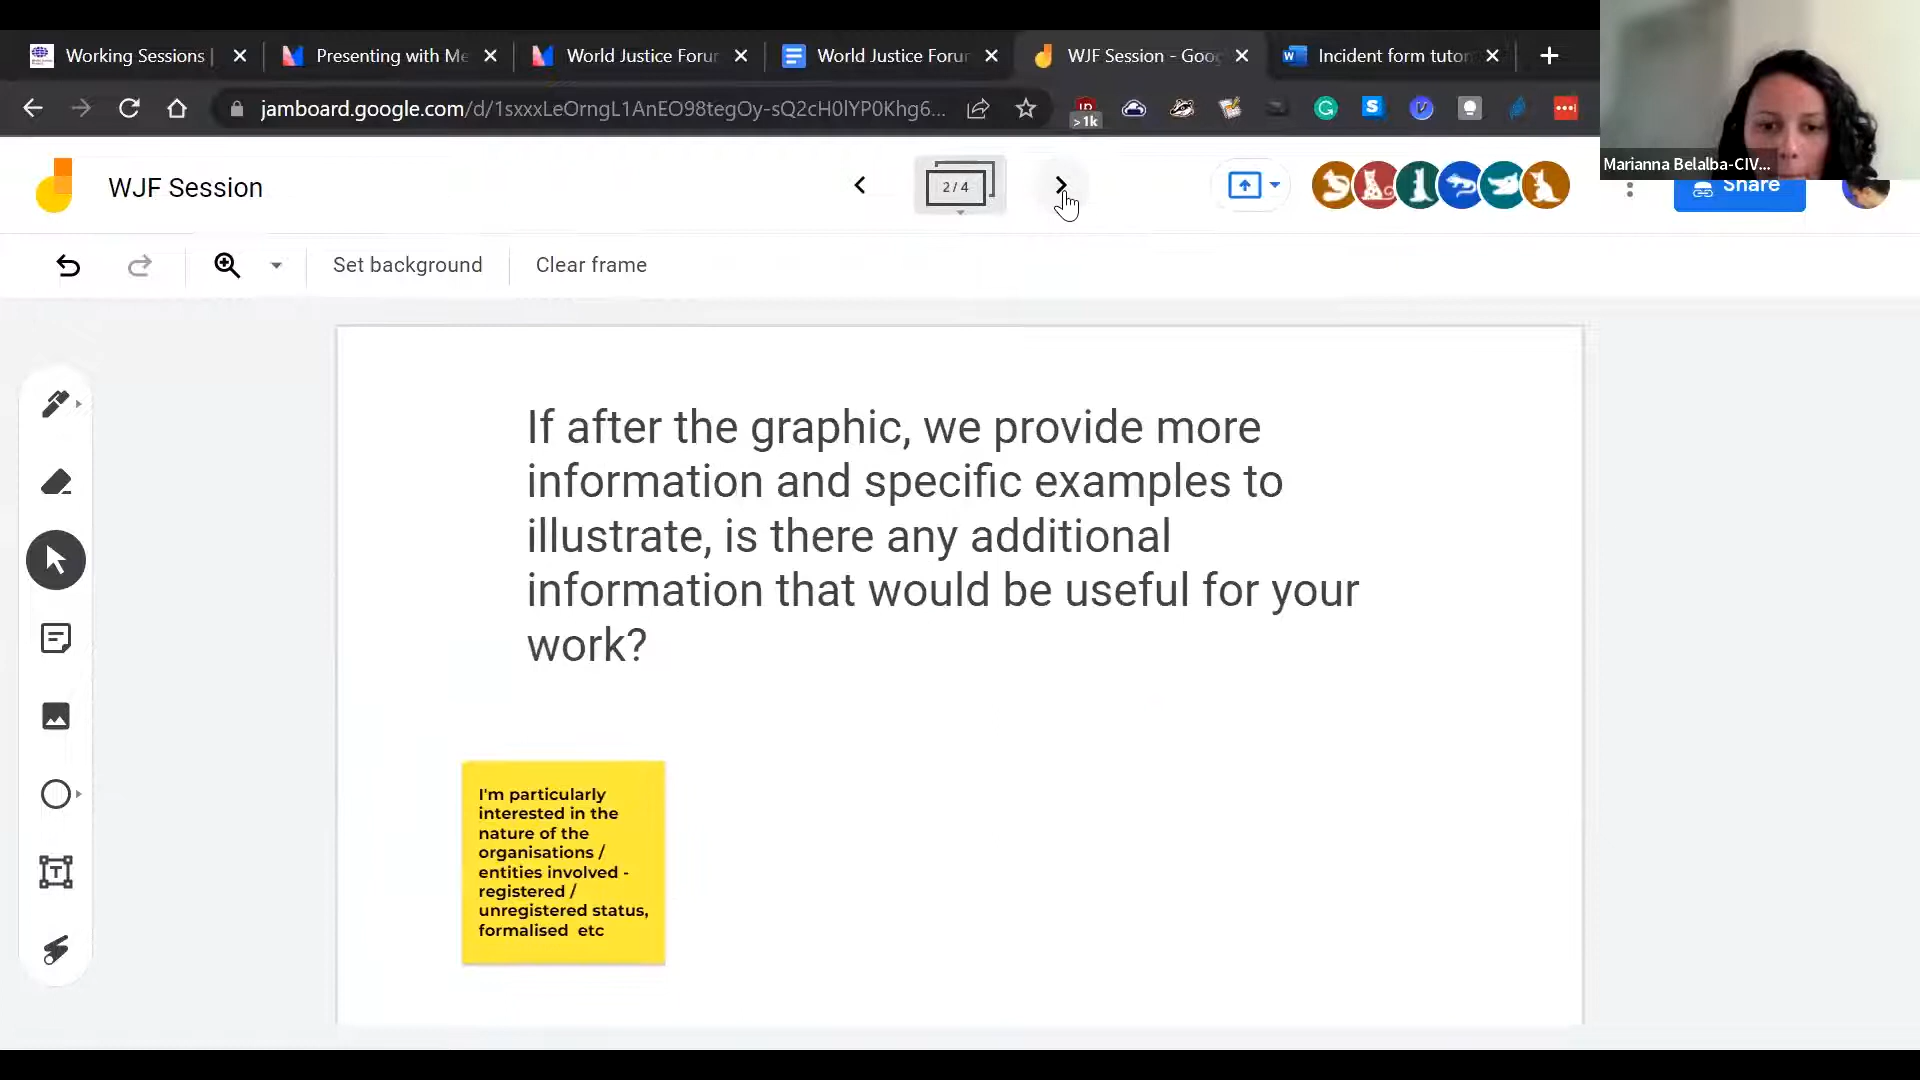 Working Sessions |
Presenting with Me
World Justice Forur
World Justice Forur
WJF Session - Goog
Incident form tutor
jamboard.google.com/d/1sxxxLeOrngL1AnEO98tegOy-sQ2cH0lYP0Khg6...
>1k
Marianna Belalba-CIV...
WJF Session
2 / 4
Share
Set background
Clear frame
If after the graphic, we provide more
information and specific examples to
illustrate, is there any additional
information that would be useful for your
work?
I'm particularly
interested in the
nature of the
organisations /
entities involved -
registered /
unregistered status,
formalised etc